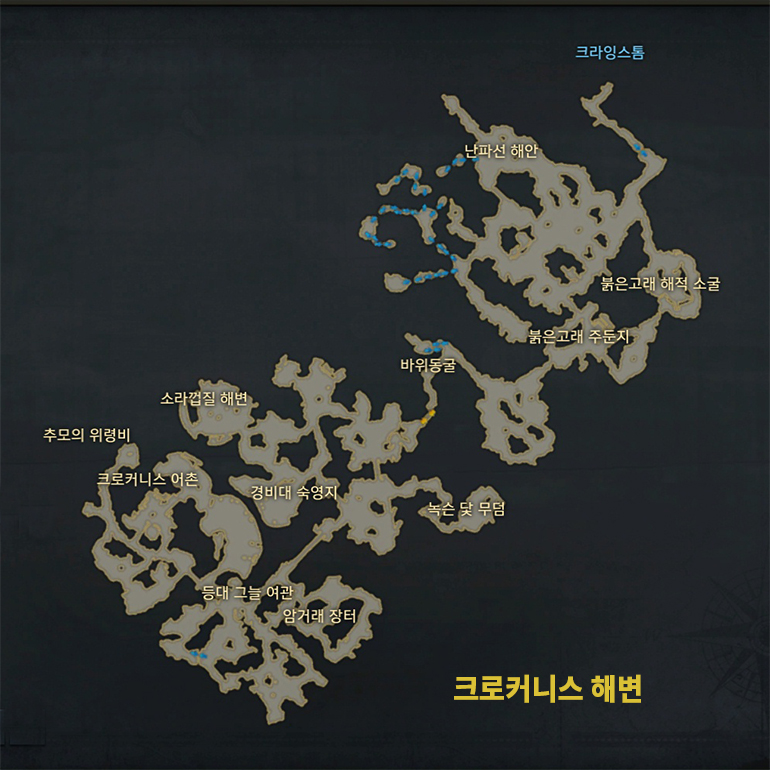 크라잉스톰
난파선 해안
붉은고래 해적 소굴
붉은고래 주둔지
바위동굴
소라껍질 해변
추모의 위령비
크로커니스 어촌
경비대 숙영지
녹슨 닻 무덤
등대 그늘 여관
암거래 장터
크로커니스 해변